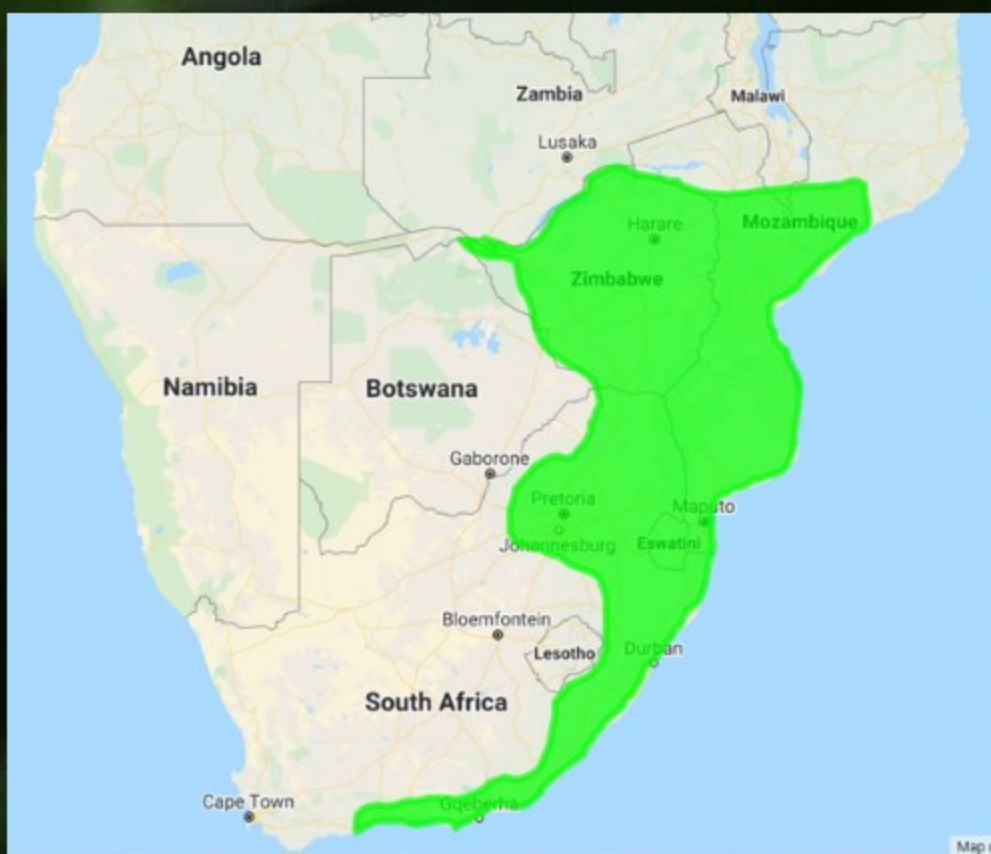 Angola
Zambia
Malawi
Lusaka
Harare
Mozambique
Zimbabwe
Namibia
Botswana
Gaborone
Pretoria
Maputo
Johannesburg
Eswatini
Bloemfontein
Lesotho
Durban
South Africa
Cape Town
Gqeberha
Map